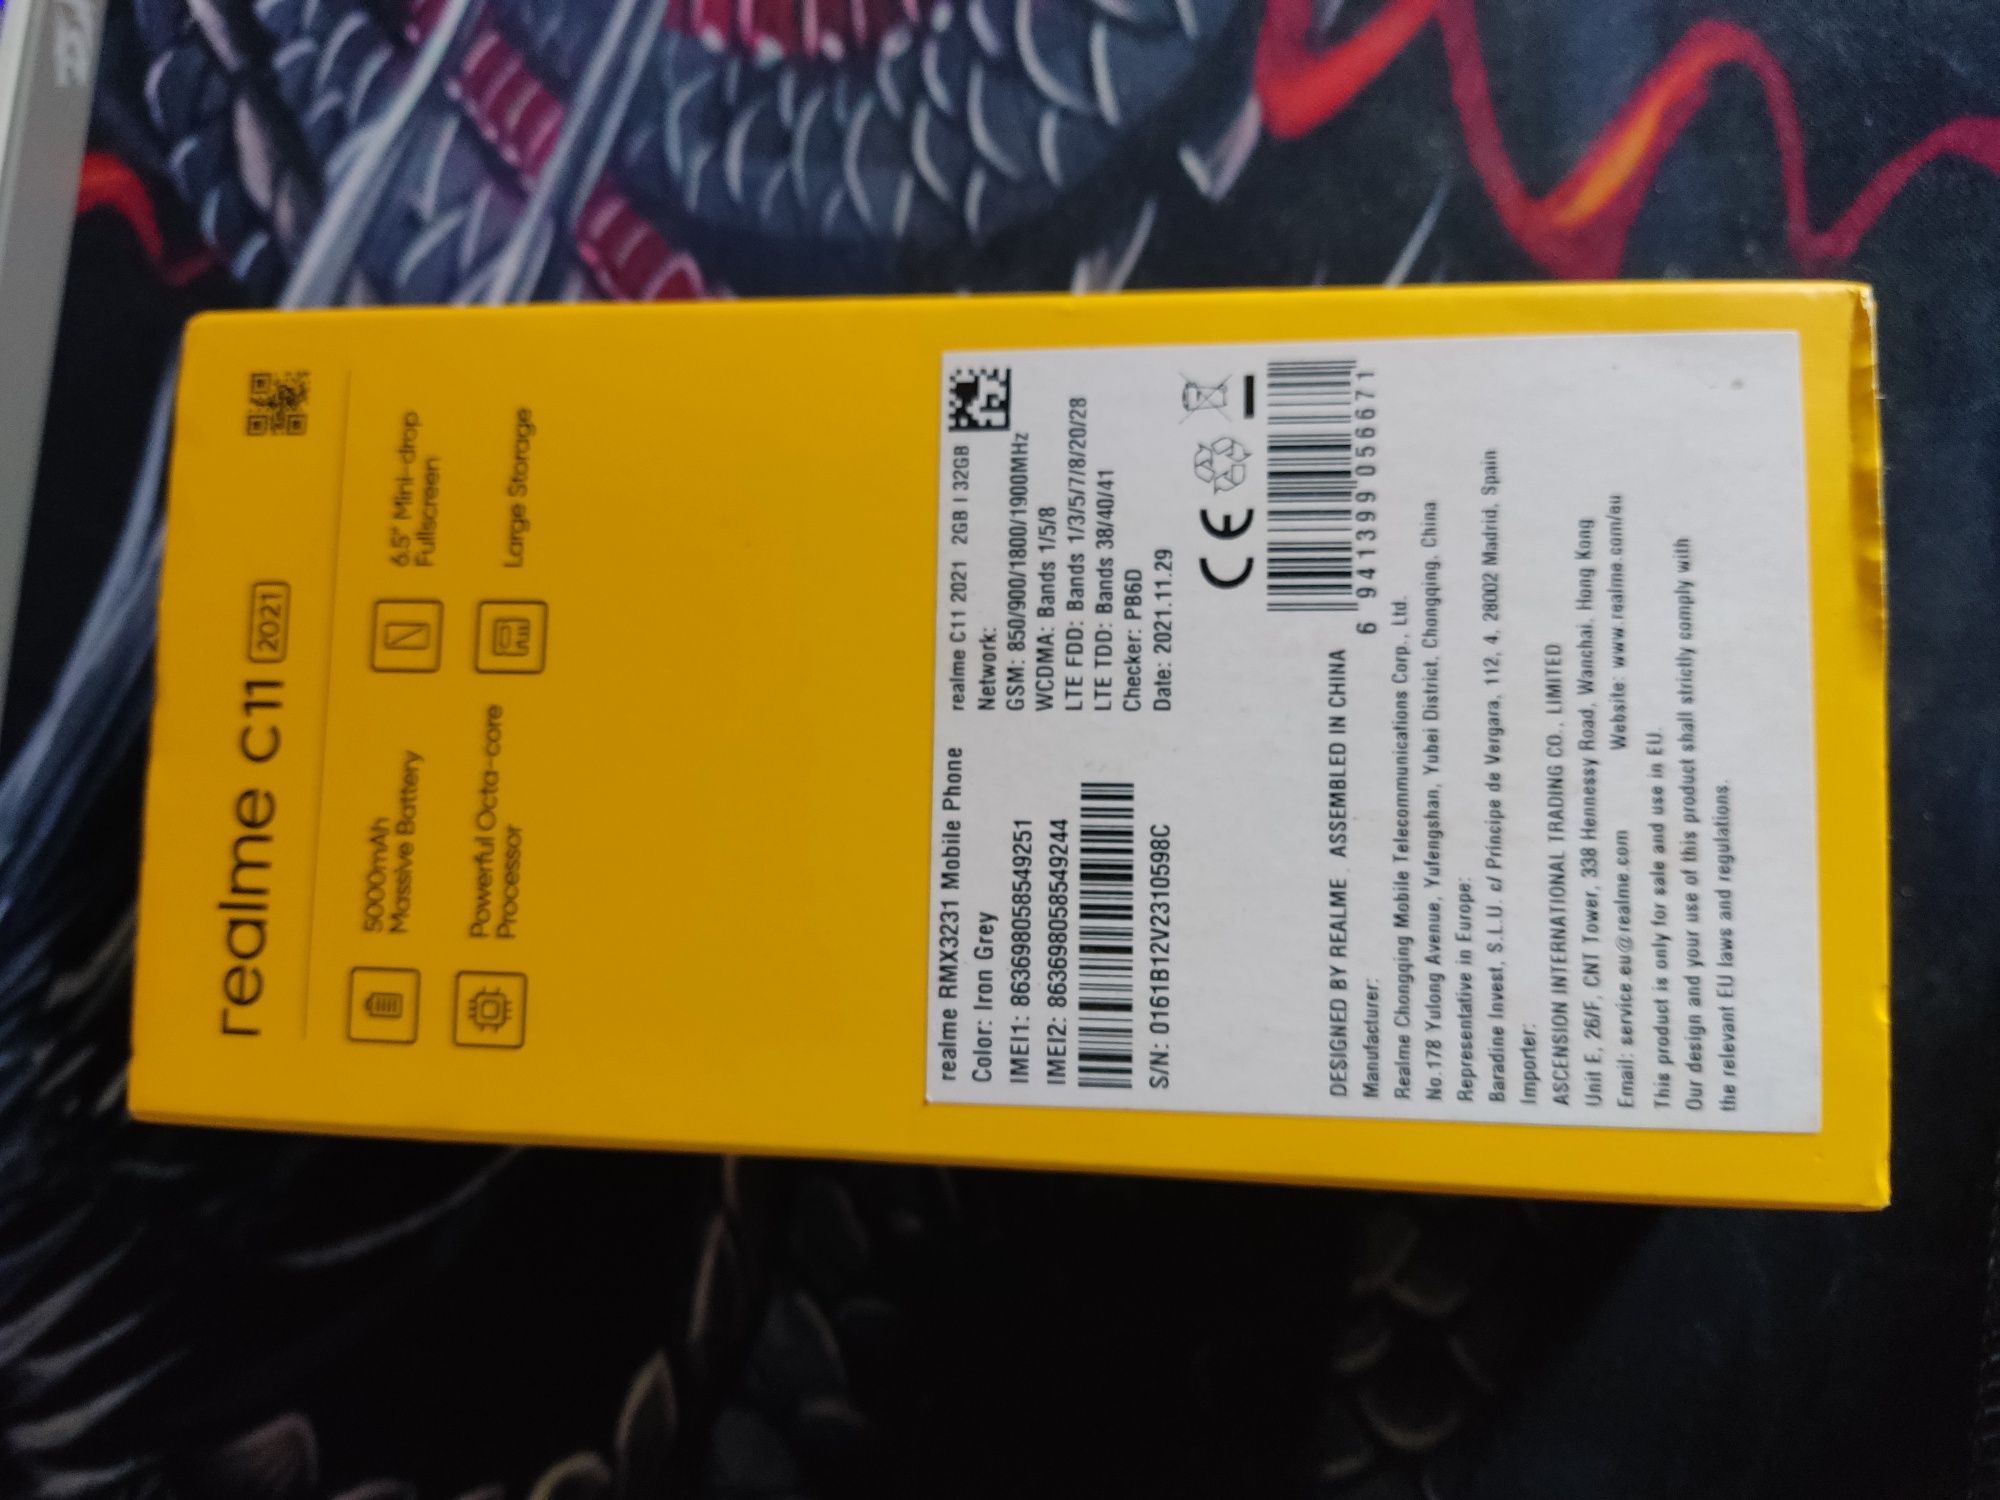 realme C11 2021
5000mAh
Massive Battery
6.5" Mini-drop
Fullscreen
Powerful Octa-core
Processor
Large Storage
realme RMX3231 Mobile Phone
Color: Iron Grey
IMEI1: 863698058549251
IMEI2: 863698058549244
S/N: 0161B12V2310598C
realme C11 2021 2GB | 32GB
Network:
GSM: 850/900/1800/1900MHz
WCDMA: Bands 1/5/8
LTE FDD: Bands 1/3/5/7/8/20/28
LTE TDD: Bands 38/40/41
Checker: PB6D
Date: 2021.11.29
CE
6 941399 056671
DESIGNED BY REALME . ASSEMBLED IN CHINA
Manufacturer:
Realme Chongqing Mobile Telecommunications Corp., Ltd.
No.178 Yulong Avenue, Yufengshan, Yubei District, Chongqing, China
Representative in Europe:
Baradine Invest, S.L.U. c/ Príncipe de Vergara, 112, 4, 28002 Madrid, Spain
Importer:
ASCENSION INTERNATIONAL TRADING CO., LIMITED
Unit E, 26/F, CNT Tower, 338 Hennessy Road, Wanchai, Hong Kong
Email: service.eu@realme.com Website: www.realme.com/eu
This product is only for sale and use in EU.
Our design and your use of this product shall strictly comply with
the relevant EU laws and regulations.